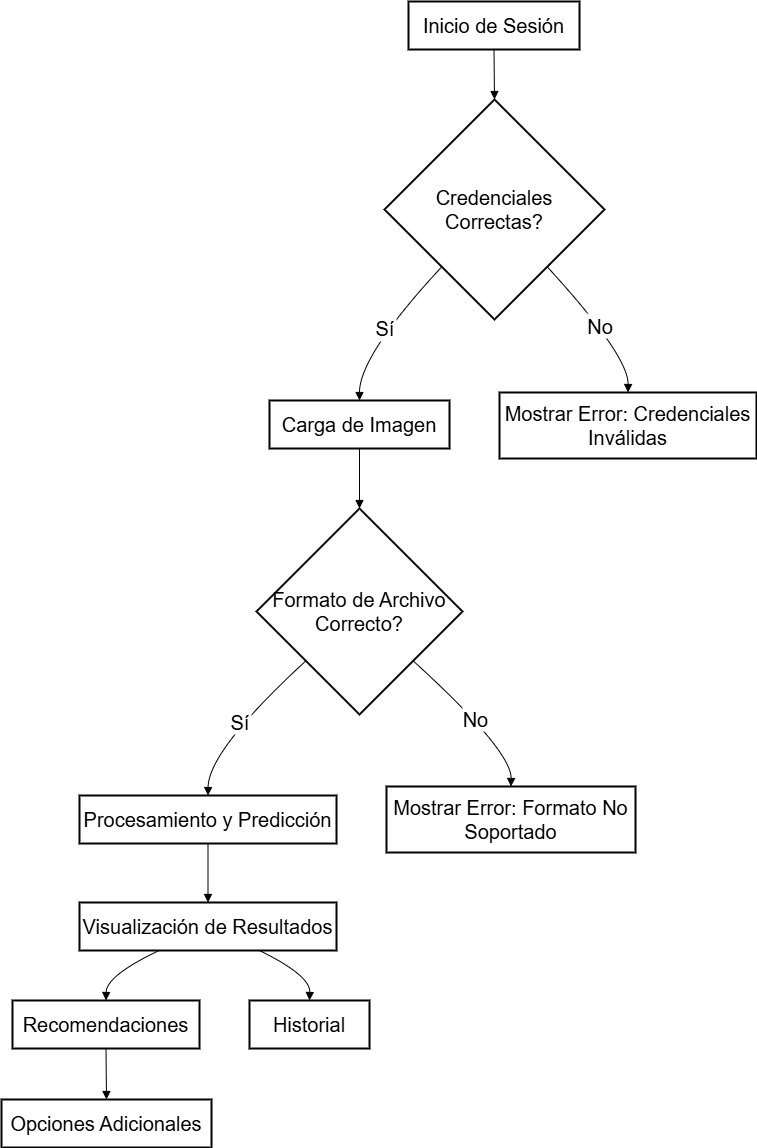 Inicio de Sesión
Credenciales
Correctas?
Sí
No
Carga de Imagen
Mostrar Error: Credenciales
Inválidas
Formato de Archivo
Correcto?
Sí
No
Procesamiento y Predicción
Mostrar Error: Formato No
Soportado
Visualización de Resultados
Recomendaciones
Historial
Opciones Adicionales